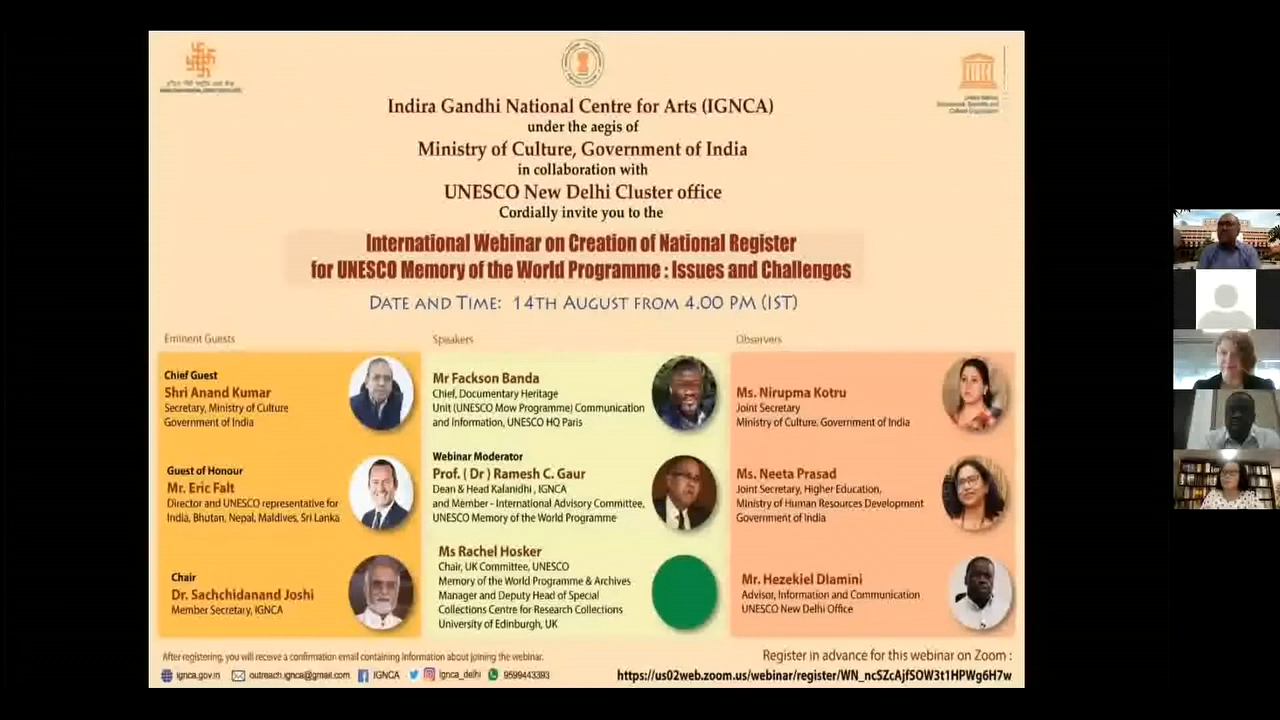 Indira Gandhi National Centre for Arts (IGNCA)
under the aegis of
Ministry of Culture, Government of India
in collaboration with
UNESCO New Delhi Cluster office
Cordially invite you to the
International Webinar on Creation of National Register
for UNESCO Memory of the World Programme : Issues and Challenges
DATE AND TIME: 14TH AUGUST FROM 4.00 PM (IST)
Eminent Guests
Chief Guest
Shri Anand Kumar
Secretary, Ministry of Culture
Government of India
Guest of Honour
Mr. Eric Falt
Director and UNESCO representative for
India, Bhutan, Nepal, Maldives, Sri Lanka
Chair
Dr. Sachchidanand Joshi
Member Secretary, IGNCA
Speakers
Mr Fackson Banda
Chief, Documentary Heritage
Unit (UNESCO Mow Programme) Communication
and Information, UNESCO HQ Paris
Webinar Moderator
Prof. ( Dr ) Ramesh C. Gaur
Dean & Head Kalanidhi , IGNCA
and Member - International Advisory Committee,
UNESCO Memory of the World Programme
Ms Rachel Hosker
Chair, UK Committee, UNESCO
Memory of the World Programme & Archives
Manager and Deputy Head of Special
Collections Centre for Research Collections
University of Edinburgh, UK
Observers
Ms. Nirupma Kotru
Joint Secretary
Ministry of Culture, Government of India
Ms. Neeta Prasad
Joint Secretary, Higher Education,
Ministry of Human Resources Development
Government of India
Mr. Hezekiel Dlamini
Advisor, Information and Communication
UNESCO New Delhi Office
After registering, you will receive a confirmation email containing information about joining the webinar.
ignca.gov.in outreach.ignca@gmail.com IGNCA ignca_delhi 9599443393
Register in advance for this webinar on Zoom :
https://us02web.zoom.us/webinar/register/WN_ncSZcAjfSOW3t1HPWg6H7w